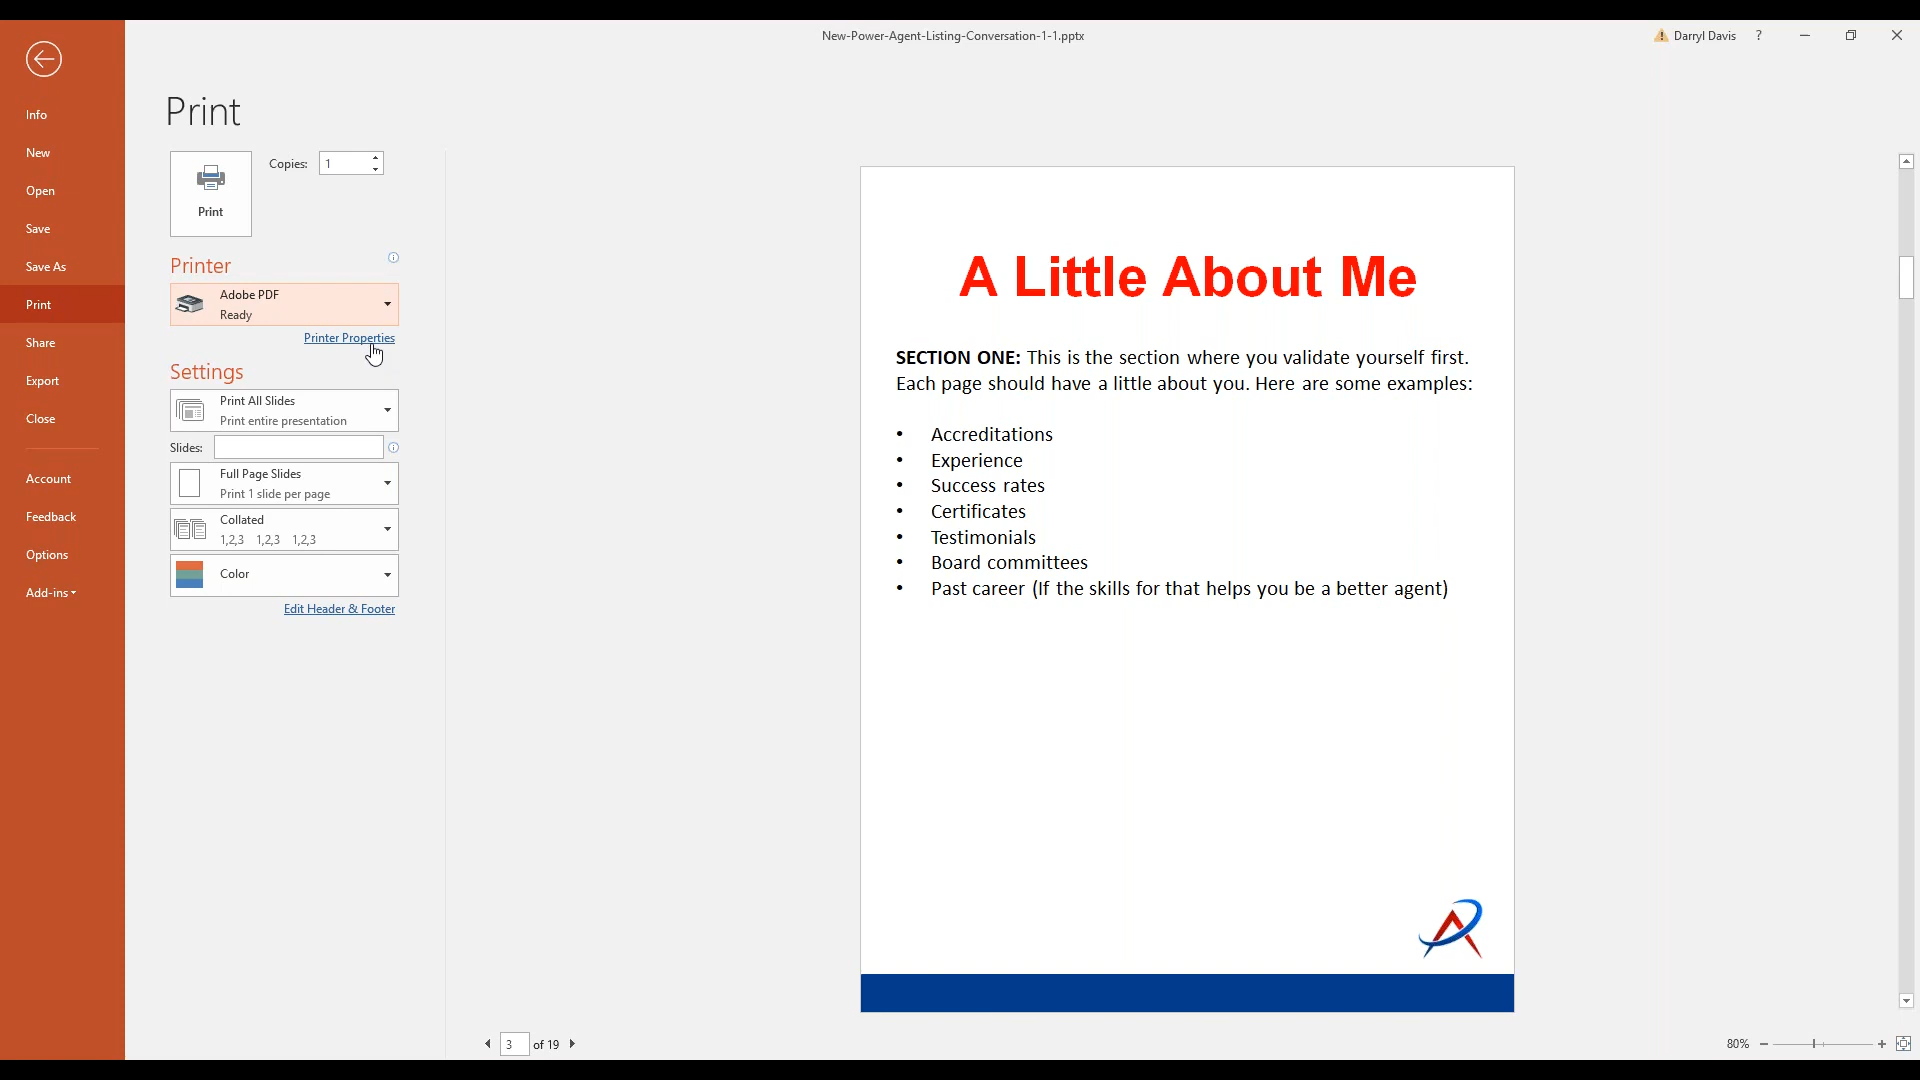 New-Power-Agent-Listing-Conversation-1-1.pptx
Darryl Davis
?
Info
New
Open
Save
Save As
Print
Share
Export
Close
Account
Feedback
Options
Add-ins
Print
Print
Copies: 1
Printer
Adobe PDF
Ready
Printer Properties
Settings
Print All Slides
Print entire presentation
Slides:
Full Page Slides
Print 1 slide per page
Collated
1,2,3 1,2,3 1,2,3
Color
Edit Header & Footer
A Little About Me
SECTION ONE: This is the section where you validate yourself first.
Each page should have a little about you. Here are some examples:
• Accreditations
• Experience
• Success rates
• Certificates
• Testimonials
• Board committees
• Past career (If the skills for that helps you be a better agent)
3 of 19
80%